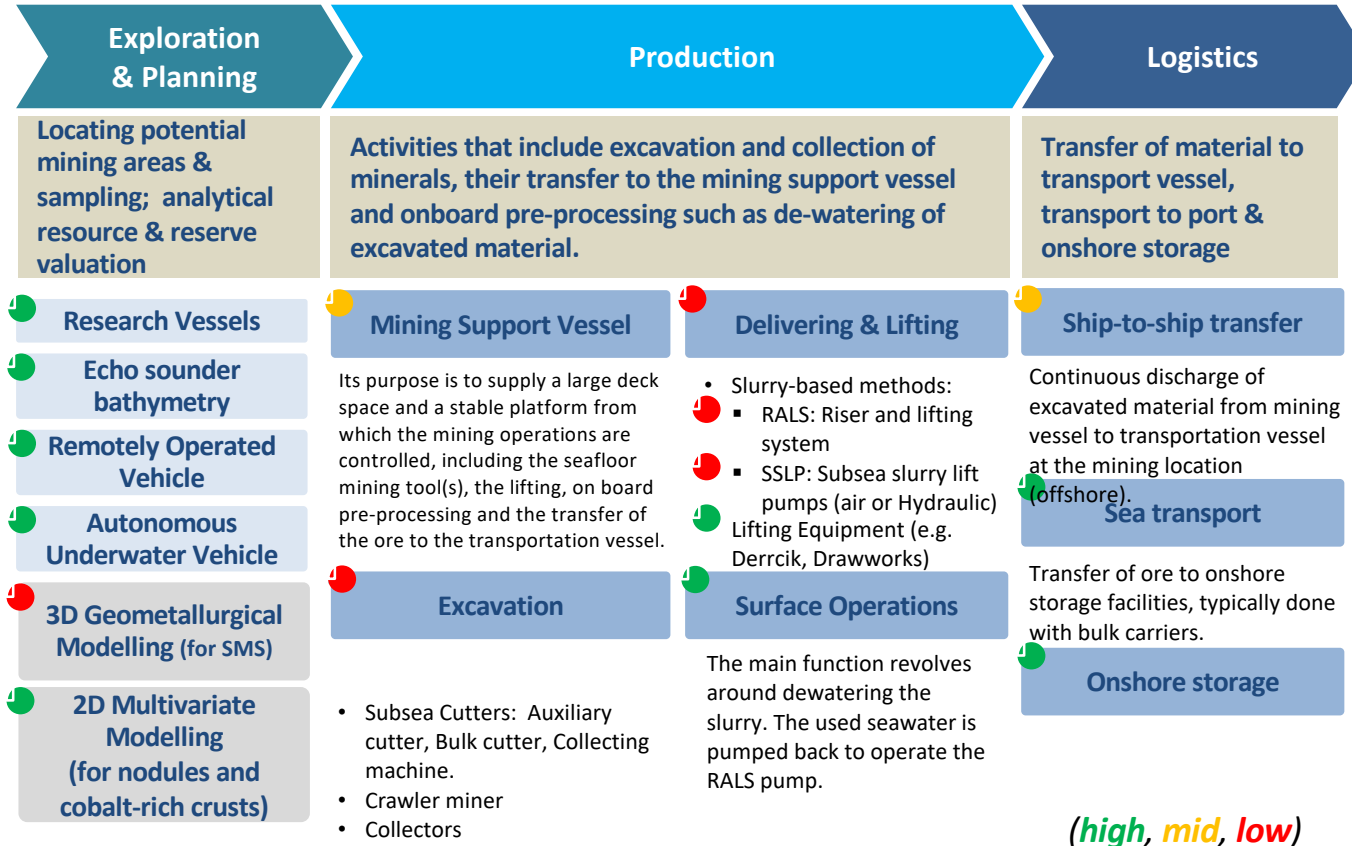 Exploration
& Planning
Production
Logistics
Locating potential
mining areas &
sampling; analytical
resource & reserve
valuation
Activities that include excavation and collection of
minerals, their transfer to the mining support vessel
and onboard pre-processing such as de-watering of
excavated material.
Transfer of material to
transport vessel,
transport to port &
onshore storage
Research Vessels
Echo sounder
bathymetry
Remotely Operated
Vehicle
Autonomous
Underwater Vehicle
3D Geometallurgical
Modelling (for SMS)
2D Multivariate
Modelling
(for nodules and
cobalt-rich crusts)
Mining Support Vessel
Its purpose is to supply a large deck
space and a stable platform from
which the mining operations are
controlled, including the seafloor
mining tool(s), the lifting, on board
pre-processing and the transfer of
the ore to the transportation vessel.
Excavation
• Subsea Cutters: Auxiliary
cutter, Bulk cutter, Collecting
machine.
• Crawler miner
• Collectors
Delivering & Lifting
• Slurry-based methods:
▪ RALS: Riser and lifting
system
▪ SSLP: Subsea slurry lift
pumps (air or Hydraulic)
Lifting Equipment (e.g.
Derrcik, Drawworks)
Surface Operations
The main function revolves
around dewatering the
slurry. The used seawater is
pumped back to operate the
RALS pump.
Ship-to-ship transfer
Continuous discharge of
excavated material from mining
vessel to transportation vessel
at the mining location
(offshore).
Sea transport
Transfer of ore to onshore
storage facilities, typically done
with bulk carriers.
Onshore storage
(high, mid, low)